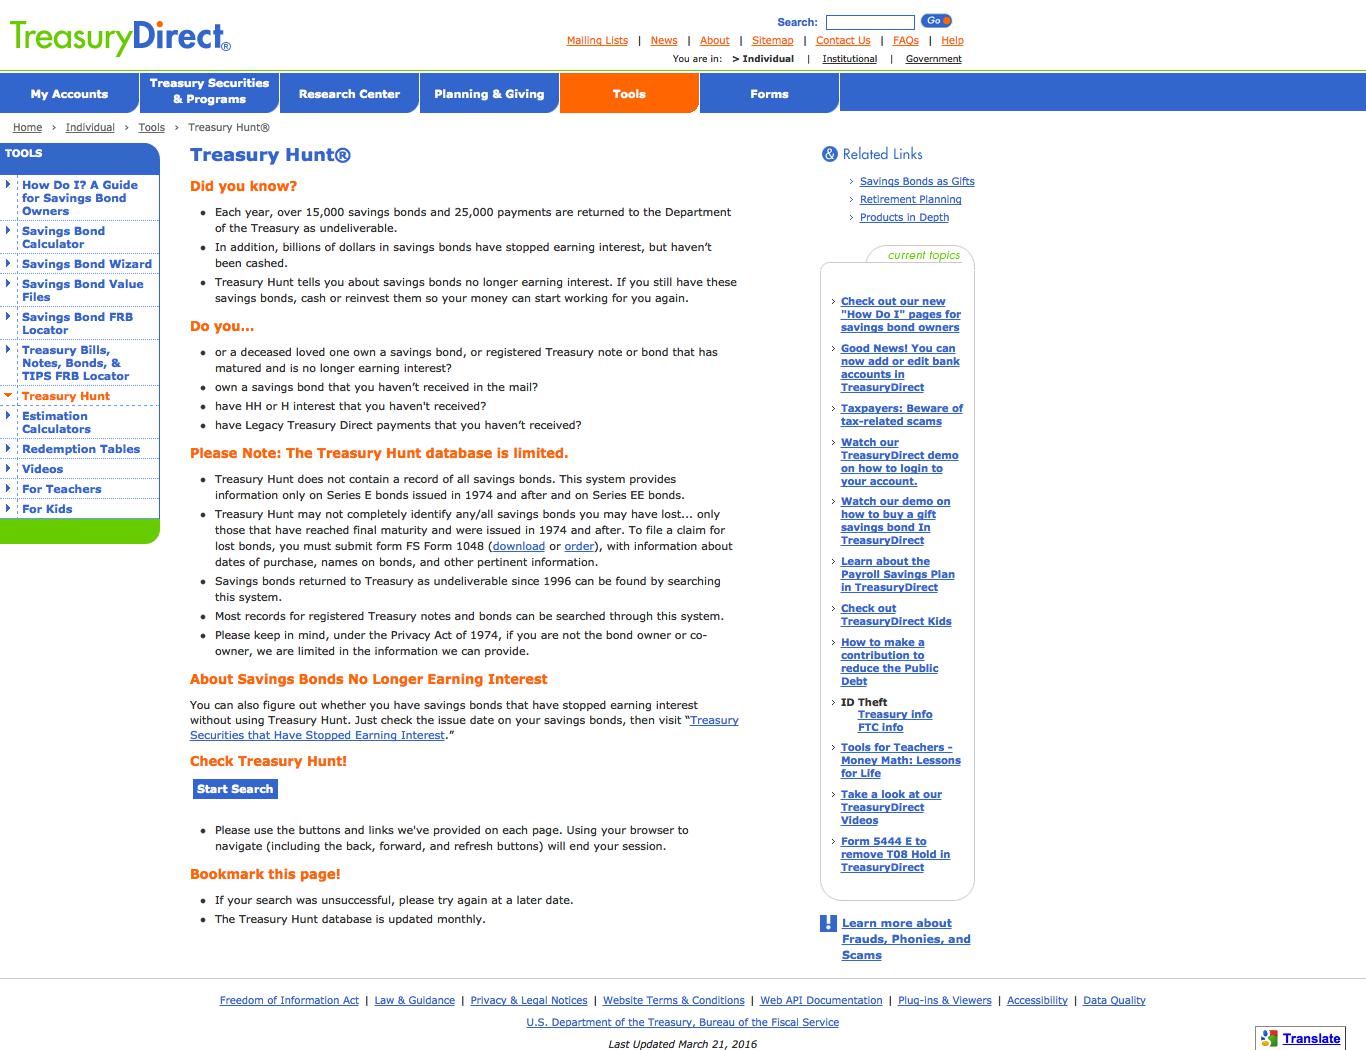 TreasuryDirect®
Search:
Go
Mailing Lists | News | About | Sitemap | Contact Us | FAQs | Help
You are in: > Individual | Institutional | Government
My Accounts
Treasury Securities
& Programs
Research Center
Planning & Giving
Tools
Forms
Home › Individual › Tools › Treasury Hunt®
TOOLS
How Do I? A Guide
for Savings Bond
Owners
Savings Bond
Calculator
Savings Bond Wizard
Savings Bond Value
Files
Savings Bond FRB
Locator
Treasury Bills,
Notes, Bonds, &
TIPS FRB Locator
Treasury Hunt
Estimation
Calculators
Redemption Tables
Videos
For Teachers
For Kids
Treasury Hunt®
Did you know?
• Each year, over 15,000 savings bonds and 25,000 payments are returned to the Department
of the Treasury as undeliverable.
• In addition, billions of dollars in savings bonds have stopped earning interest, but haven’t
been cashed.
• Treasury Hunt tells you about savings bonds no longer earning interest. If you still have these
savings bonds, cash or reinvest them so your money can start working for you again.
Do you...
• or a deceased loved one own a savings bond, or registered Treasury note or bond that has
matured and is no longer earning interest?
• own a savings bond that you haven’t received in the mail?
• have HH or H interest that you haven't received?
• have Legacy Treasury Direct payments that you haven’t received?
Please Note: The Treasury Hunt database is limited.
• Treasury Hunt does not contain a record of all savings bonds. This system provides
information only on Series E bonds issued in 1974 and after and on Series EE bonds.
• Treasury Hunt may not completely identify any/all savings bonds you may have lost... only
those that have reached final maturity and were issued in 1974 and after. To file a claim for
lost bonds, you must submit form FS Form 1048 (download or order), with information about
dates of purchase, names on bonds, and other pertinent information.
• Savings bonds returned to Treasury as undeliverable since 1996 can be found by searching
this system.
• Most records for registered Treasury notes and bonds can be searched through this system.
• Please keep in mind, under the Privacy Act of 1974, if you are not the bond owner or co-
owner, we are limited in the information we can provide.
About Savings Bonds No Longer Earning Interest
You can also figure out whether you have savings bonds that have stopped earning interest
without using Treasury Hunt. Just check the issue date on your savings bonds, then visit “Treasury
Securities that Have Stopped Earning Interest.”
Check Treasury Hunt!
Start Search
• Please use the buttons and links we've provided on each page. Using your browser to
navigate (including the back, forward, and refresh buttons) will end your session.
Bookmark this page!
• If your search was unsuccessful, please try again at a later date.
• The Treasury Hunt database is updated monthly.
& Related Links
› Savings Bonds as Gifts
› Retirement Planning
› Products in Depth
current topics
› Check out our new
"How Do I" pages for
savings bond owners
› Good News! You can
now add or edit bank
accounts in
TreasuryDirect
› Taxpayers: Beware of
tax-related scams
› Watch our
TreasuryDirect demo
on how to login to
your account.
› Watch our demo on
how to buy a gift
savings bond In
TreasuryDirect
› Learn about the
Payroll Savings Plan
in TreasuryDirect
› Check out
TreasuryDirect Kids
› How to make a
contribution to
reduce the Public
Debt
› ID Theft
Treasury info
FTC info
› Tools for Teachers -
Money Math: Lessons
for Life
› Take a look at our
TreasuryDirect
Videos
› Form 5444 E to
remove T08 Hold in
TreasuryDirect
! Learn more about
Frauds, Phonies, and
Scams
Freedom of Information Act | Law & Guidance | Privacy & Legal Notices | Website Terms & Conditions | Web API Documentation | Plug-ins & Viewers | Accessibility | Data Quality
U.S. Department of the Treasury, Bureau of the Fiscal Service
Last Updated March 21, 2016
Translate